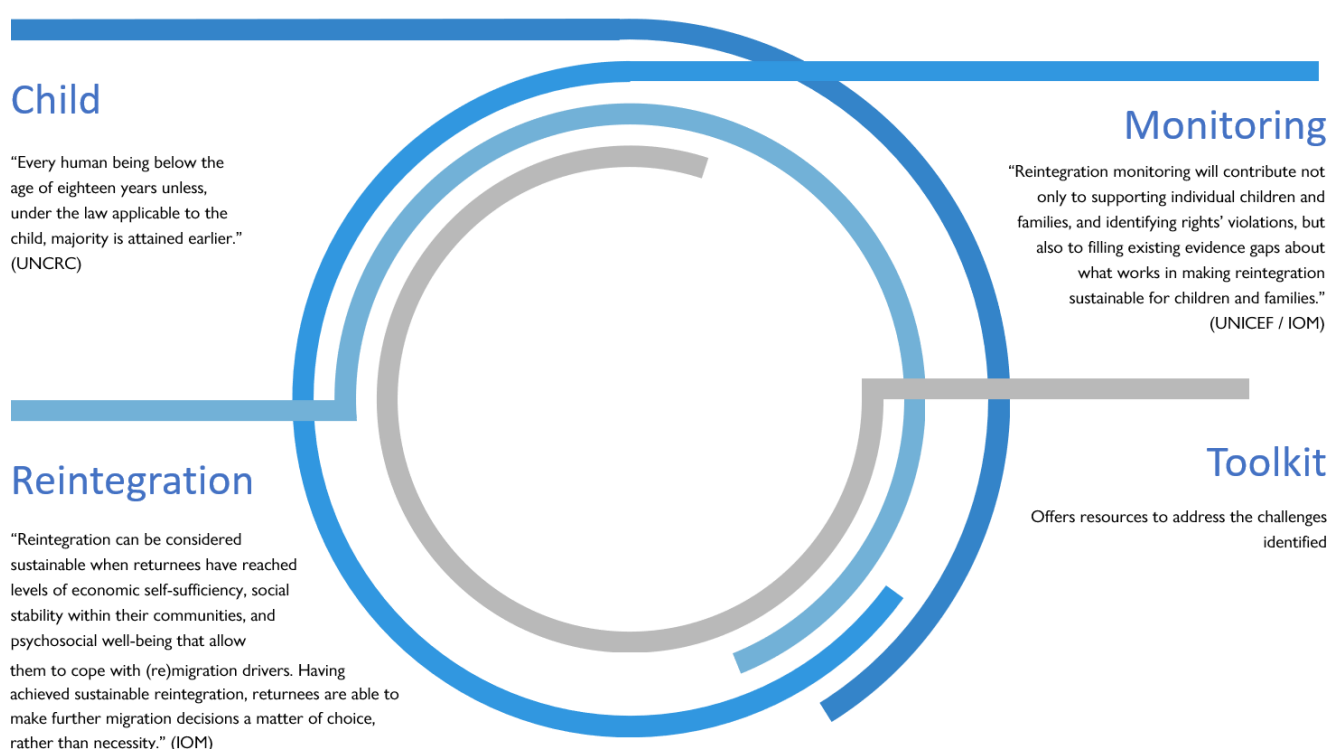 Child
“Every human being below the
age of eighteen years unless,
under the law applicable to the
child, majority is attained earlier.”
(UNCRC)
Reintegration
“Reintegration can be considered
sustainable when returnees have reached
levels of economic self-sufficiency, social
stability within their communities, and
psychosocial well-being that allow
them to cope with (re)migration drivers. Having
achieved sustainable reintegration, returnees are able to
make further migration decisions a matter of choice,
rather than necessity.” (IOM)
Monitoring
“Reintegration monitoring will contribute not
only to supporting individual children and
families, and identifying rights’ violations, but
also to filling existing evidence gaps about
what works in making reintegration
sustainable for children and families.”
(UNICEF / IOM)
Toolkit
Offers resources to address the challenges
identified